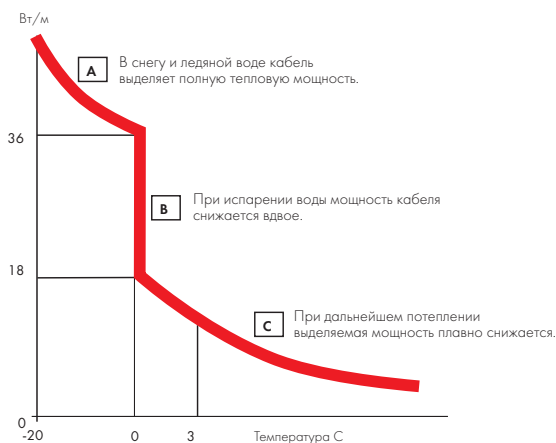 Вт/м
A
В снегу и ледяной воде кабель
выделяет полную тепловую мощность.
36
B
При испарении воды мощность кабеля
снижается вдвое.
18
C
При дальнейшем потеплении
выделяемая мощность плавно снижается.
0
-20
0
3
Температура С